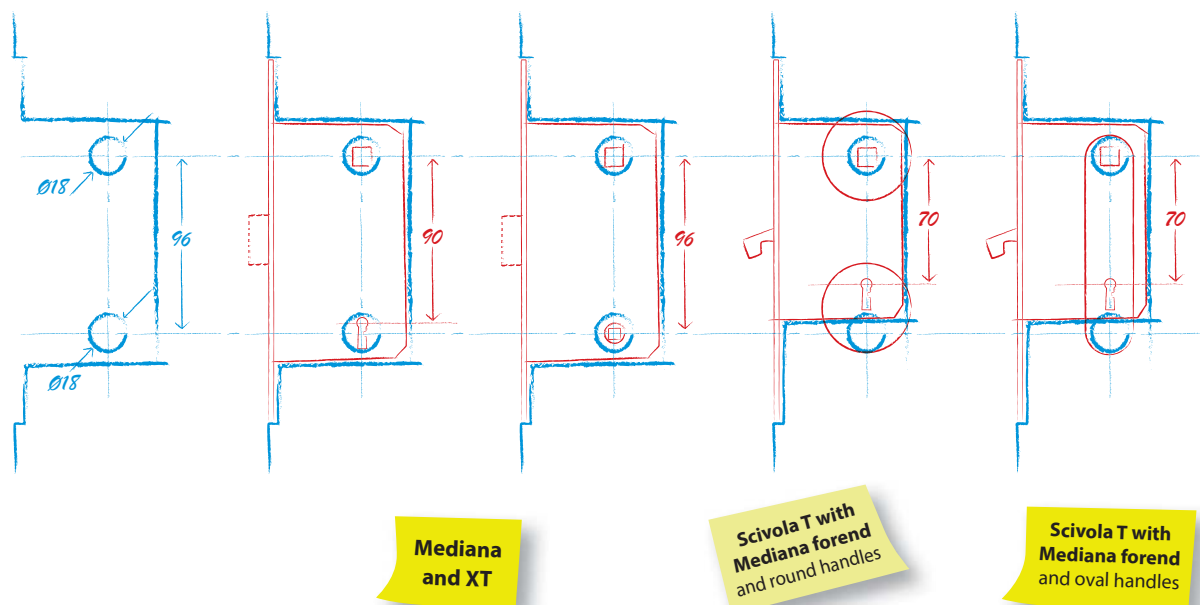 Ø18
96
Ø18
90
96
70
70
Mediana
and XT
Scivola T with
Mediana forend
and round handles
Scivola T with
Mediana forend
and oval handles